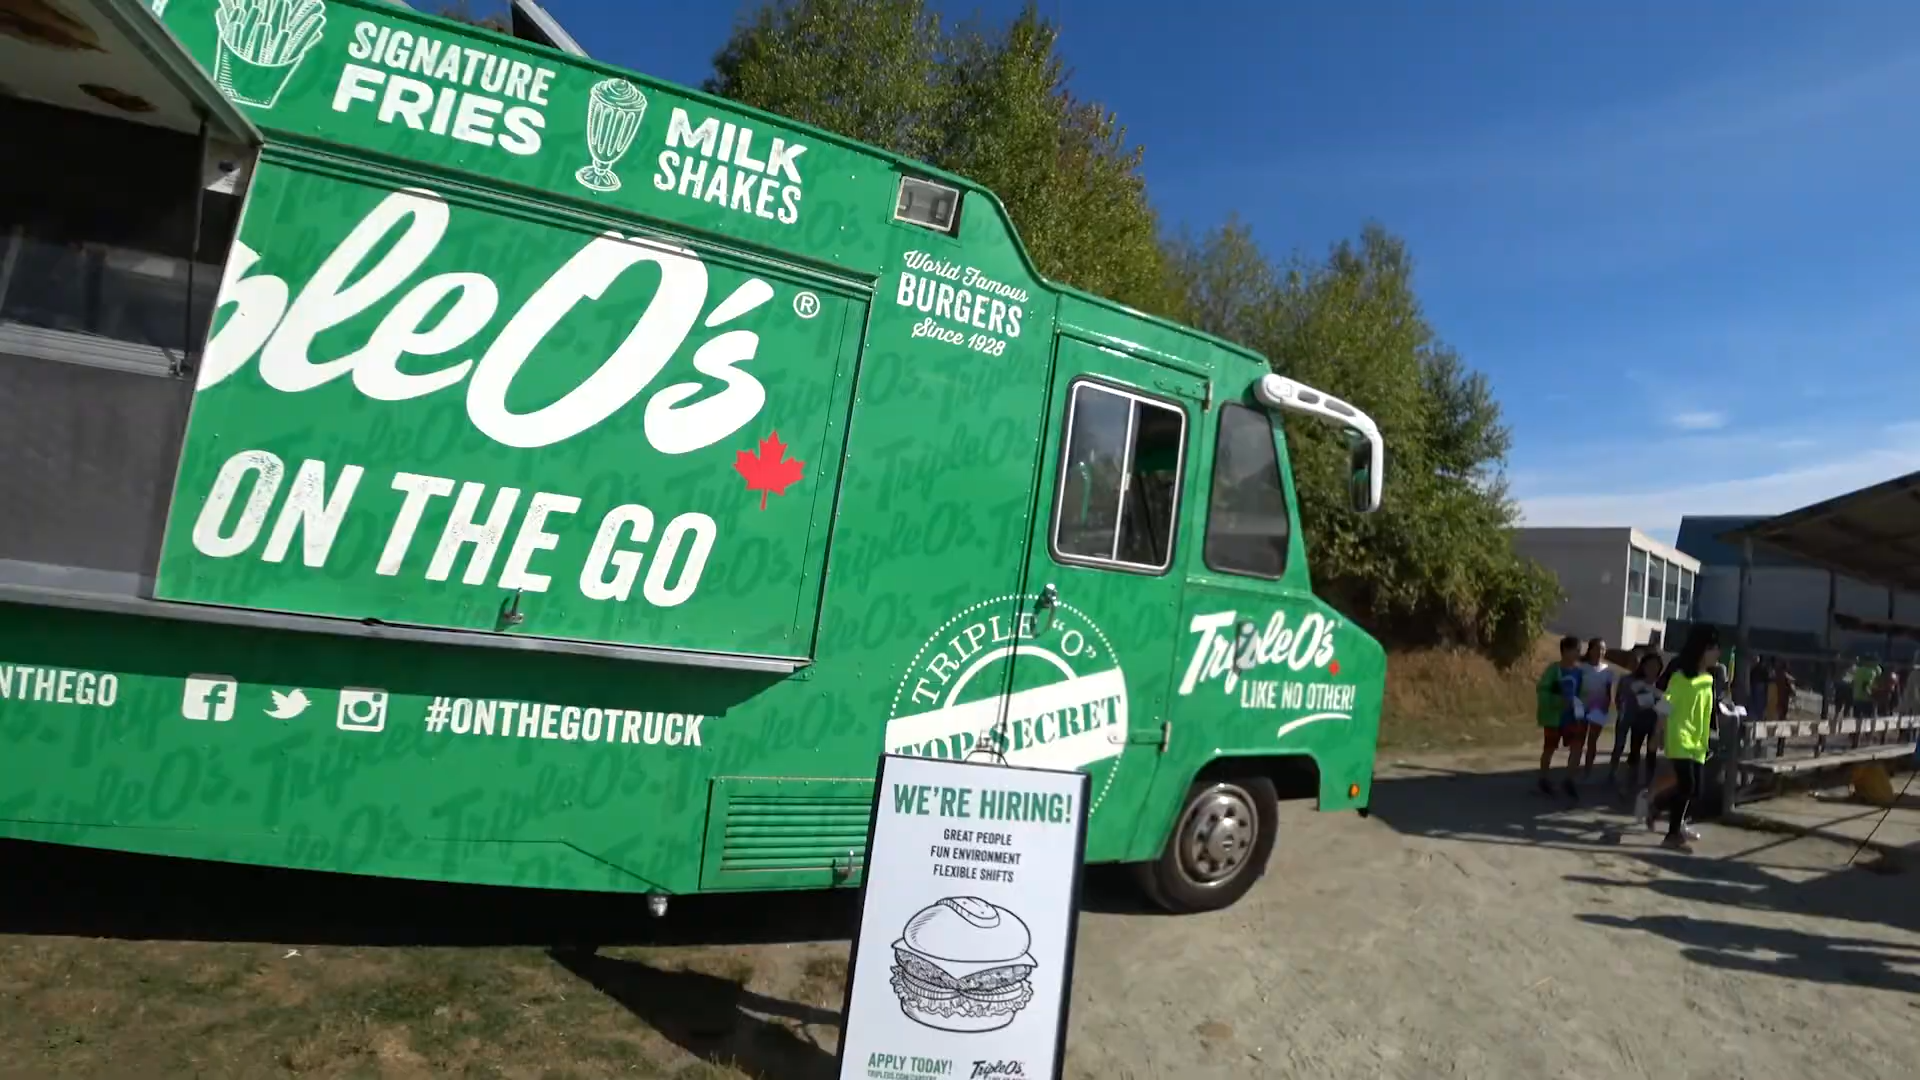 SIGNATURE
FRIES
MILK
SHAKES
pleO's®
ON THE GO
World Famous
BURGERS
Since 1928
NTHEGO
#ONTHEGOTRUCK
TRIPLE "O"
TOP SECRET
TripleO's
LIKE NO OTHER!
WE'RE HIRING!
GREAT PEOPLE
FUN ENVIRONMENT
FLEXIBLE SHIFTS
APPLY TODAY!
TripleO's